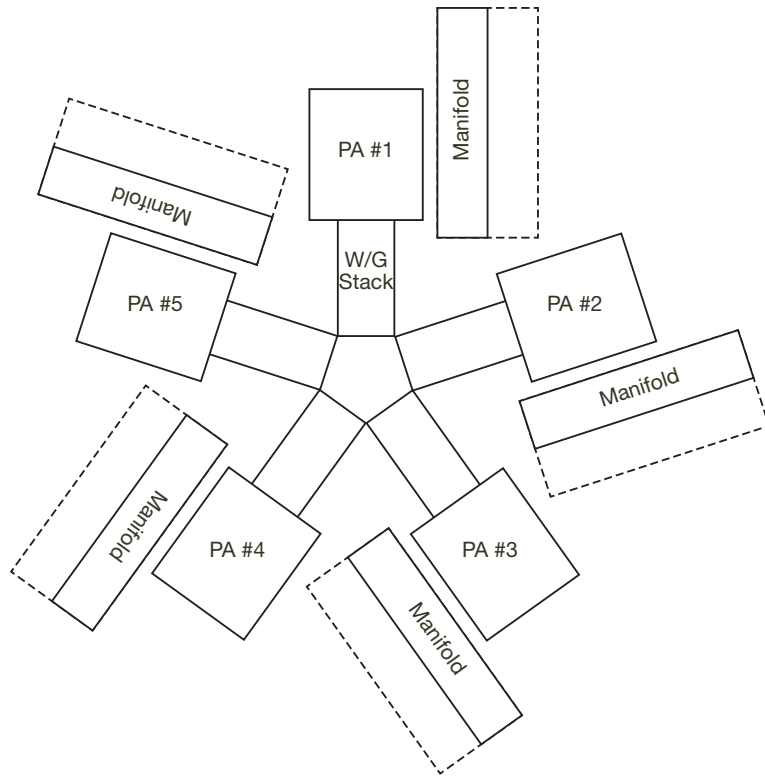 Manifold
PA #1
Manifold
W/G
Stack
PA #5
PA #2
Manifold
Manifold
PA #4
PA #3
Manifold